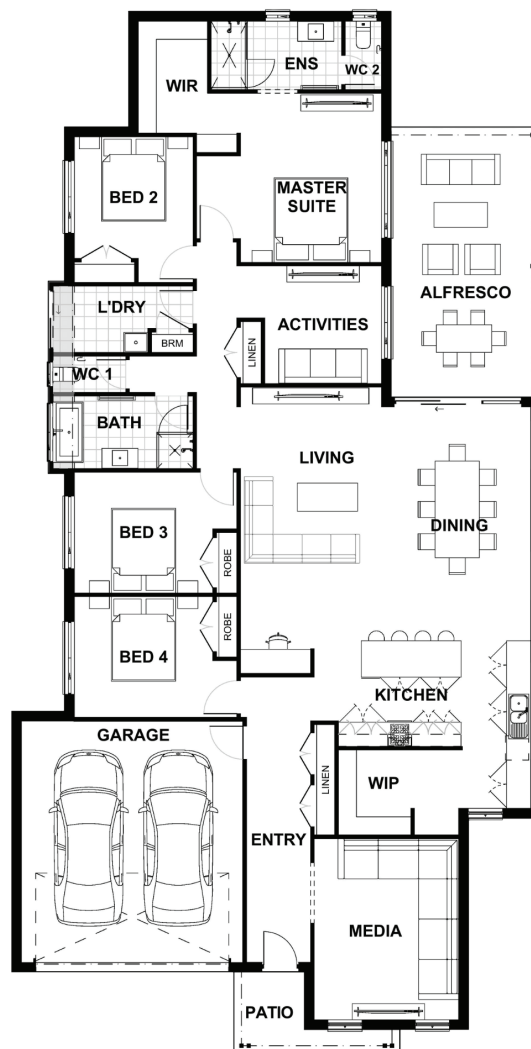 ENS
WC 2
WIR
MASTER
SUITE
BED 2
ALFRESCO
L'DRY
ACTIVITIES
BRM
LINEN
WC 1
BATH
LIVING
DINING
BED 3
ROBE
ROBE
BED 4
KITCHEN
GARAGE
LINEN
WIP
ENTRY
MEDIA
PATIO